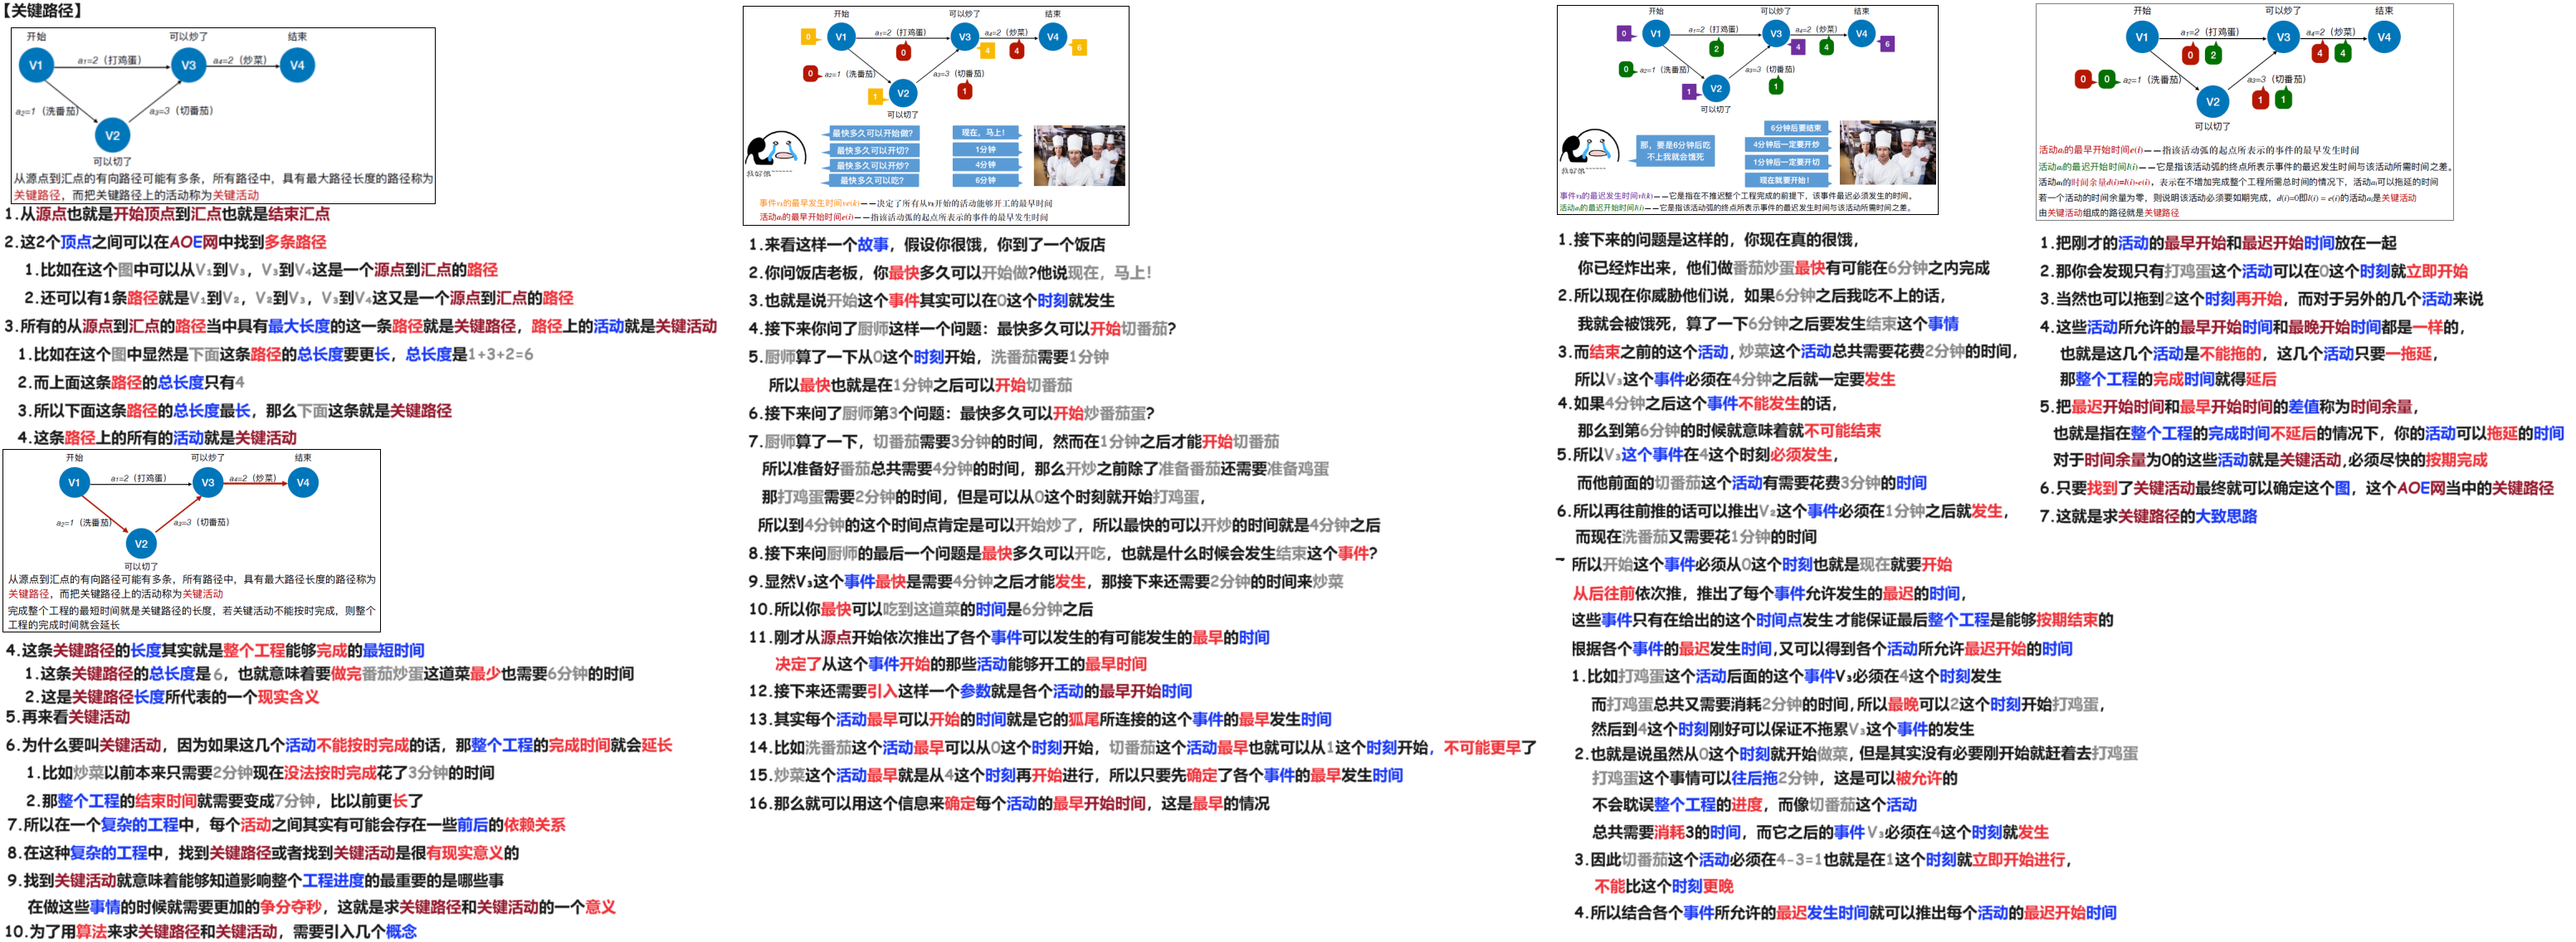 【关键路径】
开始
可以炒了
结束
V1
a₁=2（打鸡蛋）
V3
a₄=2（炒菜）
V4
a₂=1（洗番茄）
a₃=3（切番茄）
V2
可以切了
从源点到汇点的有向路径可能有多条，所有路径中，具有最大路径长度的路径称为
关键路径，而把关键路径上的活动称为关键活动
1.从源点也就是开始顶点到汇点也就是结束汇点
2.这2个顶点之间可以在AOE网中找到多条路径
1.比如在这个图中可以从V₁到V₃，V₃到V₄这是一个源点到汇点的路径
2.还可以有1条路径就是V₁到V₂，V₂到V₃，V₃到V₄这又是一个源点到汇点的路径
3.所有的从源点到汇点的路径当中具有最大长度的这一条路径就是关键路径，路径上的活动就是关键活动
1.比如在这个图中显然是下面这条路径的总长度要更长，总长度是1+3+2=6
2.而上面这条路径的总长度只有4
3.所以下面这条路径的总长度最长，那么下面这条就是关键路径
4.这条路径上的所有的活动就是关键活动
开始
可以炒了
结束
V1
a₁=2（打鸡蛋）
V3
a₄=2（炒菜）
V4
a₂=1（洗番茄）
a₃=3（切番茄）
V2
可以切了
从源点到汇点的有向路径可能有多条，所有路径中，具有最大路径长度的路径称为
关键路径，而把关键路径上的活动称为关键活动
完成整个工程的最短时间就是关键路径的长度，若关键活动不能按时完成，则整个
工程的完成时间就会延长
4.这条关键路径的长度其实就是整个工程能够完成的最短时间
1.这条关键路径的总长度是6，也就意味着要做完番茄炒蛋这道菜最少也需要6分钟的时间
2.这是关键路径长度所代表的一个现实含义
5.再来看关键活动
6.为什么要叫关键活动，因为如果这几个活动不能按时完成的话，那整个工程的完成时间就会延长
1.比如炒菜以前本来只需要2分钟现在没法按时完成花了3分钟的时间
2.那整个工程的结束时间就需要变成7分钟，比以前更长了
7.所以在一个复杂的工程中，每个活动之间其实有可能会存在一些前后的依赖关系
8.在这种复杂的工程中，找到关键路径或者找到关键活动是很有现实意义的
9.找到关键活动就意味着能够知道影响整个工程进度的最重要的是哪些事
在做这些事情的时候就需要更加的争分夺秒，这就是求关键路径和关键活动的一个意义
10.为了用算法来求关键路径和关键活动，需要引入几个概念
开始
可以炒了
结束
0
V1
a₁=2（打鸡蛋）
V3
a₄=2（炒菜）
V4
6
0
4
4
0
a₂=1（洗番茄）
a₃=3（切番茄）
1
V2
1
可以切了
我好饿~~~~~~
最快多久可以开始做？
现在，马上！
最快多久可以开切？
1分钟
最快多久可以开炒？
4分钟
最快多久可以吃？
6分钟
事件vₖ的最早发生时间ve(k)——决定了所有从vₖ开始的活动能够开工的最早时间
活动aᵢ的最早开始时间e(i)——指该活动弧的起点所表示的事件的最早发生时间
1.来看这样一个故事，假设你很饿，你到了一个饭店
2.你问饭店老板，你最快多久可以开始做?他说现在，马上!
3.也就是说开始这个事件其实可以在0这个时刻就发生
4.接下来你问了厨师这样一个问题：最快多久可以开始切番茄?
5.厨师算了一下从0这个时刻开始，洗番茄需要1分钟
所以最快也就是在1分钟之后可以开始切番茄
6.接下来问了厨师第3个问题：最快多久可以开始炒番茄蛋?
7.厨师算了一下，切番茄需要3分钟的时间，然而在1分钟之后才能开始切番茄
所以准备好番茄总共需要4分钟的时间，那么开炒之前除了准备番茄还需要准备鸡蛋
那打鸡蛋需要2分钟的时间，但是可以从0这个时刻就开始打鸡蛋，
所以到4分钟的这个时间点肯定是可以开始炒了，所以最快的可以开炒的时间就是4分钟之后
8.接下来问厨师的最后一个问题是最快多久可以开吃，也就是什么时候会发生结束这个事件?
9.显然V₃这个事件最快是需要4分钟之后才能发生，那接下来还需要2分钟的时间来炒菜
10.所以你最快可以吃到这道菜的时间是6分钟之后
11.刚才从源点开始依次推出了各个事件可以发生的有可能发生的最早的时间
决定了从这个事件开始的那些活动能够开工的最早时间
12.接下来还需要引入这样一个参数就是各个活动的最早开始时间
13.其实每个活动最早可以开始的时间就是它的狐尾所连接的这个事件的最早发生时间
14.比如洗番茄这个活动最早可以从0这个时刻开始，切番茄这个活动最早也就可以从1这个时刻开始，不可能更早了
15.炒菜这个活动最早就是从4这个时刻再开始进行，所以只要先确定了各个事件的最早发生时间
16.那么就可以用这个信息来确定每个活动的最早开始时间，这是最早的情况
开始
可以炒了
结束
0
V1
a₁=2（打鸡蛋）
V3
a₄=2（炒菜）
V4
6
2
4
4
0
a₂=1（洗番茄）
a₃=3（切番茄）
1
V2
1
可以切了
我好饿~~~~~~
那，要是6分钟后吃
不上我就会饿死
6分钟后要结束
4分钟后一定要开炒
1分钟后一定要开切
现在就要开始！
事件vₖ的最迟发生时间vl(k)——它是指在不推迟整个工程完成的前提下，该事件最迟必须发生的时间。
活动aᵢ的最迟开始时间l(i)——它是指该活动弧的终点所表示事件的最迟发生时间与该活动所需时间之差。
1.接下来的问题是这样的，你现在真的很饿，
你已经炸出来，他们做番茄炒蛋最快有可能在6分钟之内完成
2.所以现在你威胁他们说，如果6分钟之后我吃不上的话，
我就会被饿死，算了一下6分钟之后要发生结束这个事情
3.而结束之前的这个活动，炒菜这个活动总共需要花费2分钟的时间，
所以V₃这个事件必须在4分钟之后就一定要发生
4.如果4分钟之后这个事件不能发生的话，
那么到第6分钟的时候就意味着就不可能结束
5.所以V₃这个事件在4这个时刻必须发生，
而他前面的切番茄这个活动有需要花费3分钟的时间
6.所以再往前推的话可以推出V₂这个事件必须在1分钟之后就发生，
而现在洗番茄又需要花1分钟的时间
所以开始这个事件必须从0这个时刻也就是现在就要开始
从后往前依次推，推出了每个事件允许发生的最迟的时间，
这些事件只有在给出的这个时间点发生才能保证最后整个工程是能够按期结束的
根据各个事件的最迟发生时间,又可以得到各个活动所允许最迟开始的时间
1.比如打鸡蛋这个活动后面的这个事件V₃必须在4这个时刻发生
而打鸡蛋总共又需要消耗2分钟的时间,所以最晚可以2这个时刻开始打鸡蛋，
然后到4这个时刻刚好可以保证不拖累V₃这个事件的发生
2.也就是说虽然从0这个时刻就开始做菜，但是其实没有必要刚开始就赶着去打鸡蛋
打鸡蛋这个事情可以往后拖2分钟，这是可以被允许的
不会耽误整个工程的进度，而像切番茄这个活动
总共需要消耗3的时间，而它之后的事件V₃必须在4这个时刻就发生
3.因此切番茄这个活动必须在4-3=1也就是在1这个时刻就立即开始进行，
不能比这个时刻更晚
4.所以结合各个事件所允许的最迟发生时间就可以推出每个活动的最迟开始时间
开始
可以炒了
结束
V1
a₁=2（打鸡蛋）
V3
a₄=2（炒菜）
V4
0
2
4
4
0
0
a₂=1（洗番茄）
a₃=3（切番茄）
V2
1
1
可以切了
活动aᵢ的最早开始时间e(i)——指该活动弧的起点所表示的事件的最早发生时间
活动aᵢ的最迟开始时间l(i)——它是指该活动弧的终点所表示事件的最迟发生时间与该活动所需时间之差。
活动aᵢ的时间余量d(i)=l(i)-e(i)，表示在不增加完成整个工程所需总时间的情况下，活动aᵢ可以拖延的时间
若一个活动的时间余量为零，则说明该活动必须要如期完成，d(i)=0即l(i) = e(i)的活动aᵢ是关键活动
由关键活动组成的路径就是关键路径
1.把刚才的活动的最早开始和最迟开始时间放在一起
2.那你会发现只有打鸡蛋这个活动可以在0这个时刻就立即开始
3.当然也可以拖到2这个时刻再开始，而对于另外的几个活动来说
4.这些活动所允许的最早开始时间和最晚开始时间都是一样的，
也就是这几个活动是不能拖的，这几个活动只要一拖延，
那整个工程的完成时间就得延后
5.把最迟开始时间和最早开始时间的差值称为时间余量，
也就是指在整个工程的完成时间不延后的情况下，你的活动可以拖延的时间
对于时间余量为0的这些活动就是关键活动,必须尽快的按期完成
6.只要找到了关键活动最终就可以确定这个图，这个AOE网当中的关键路径
7.这就是求关键路径的大致思路